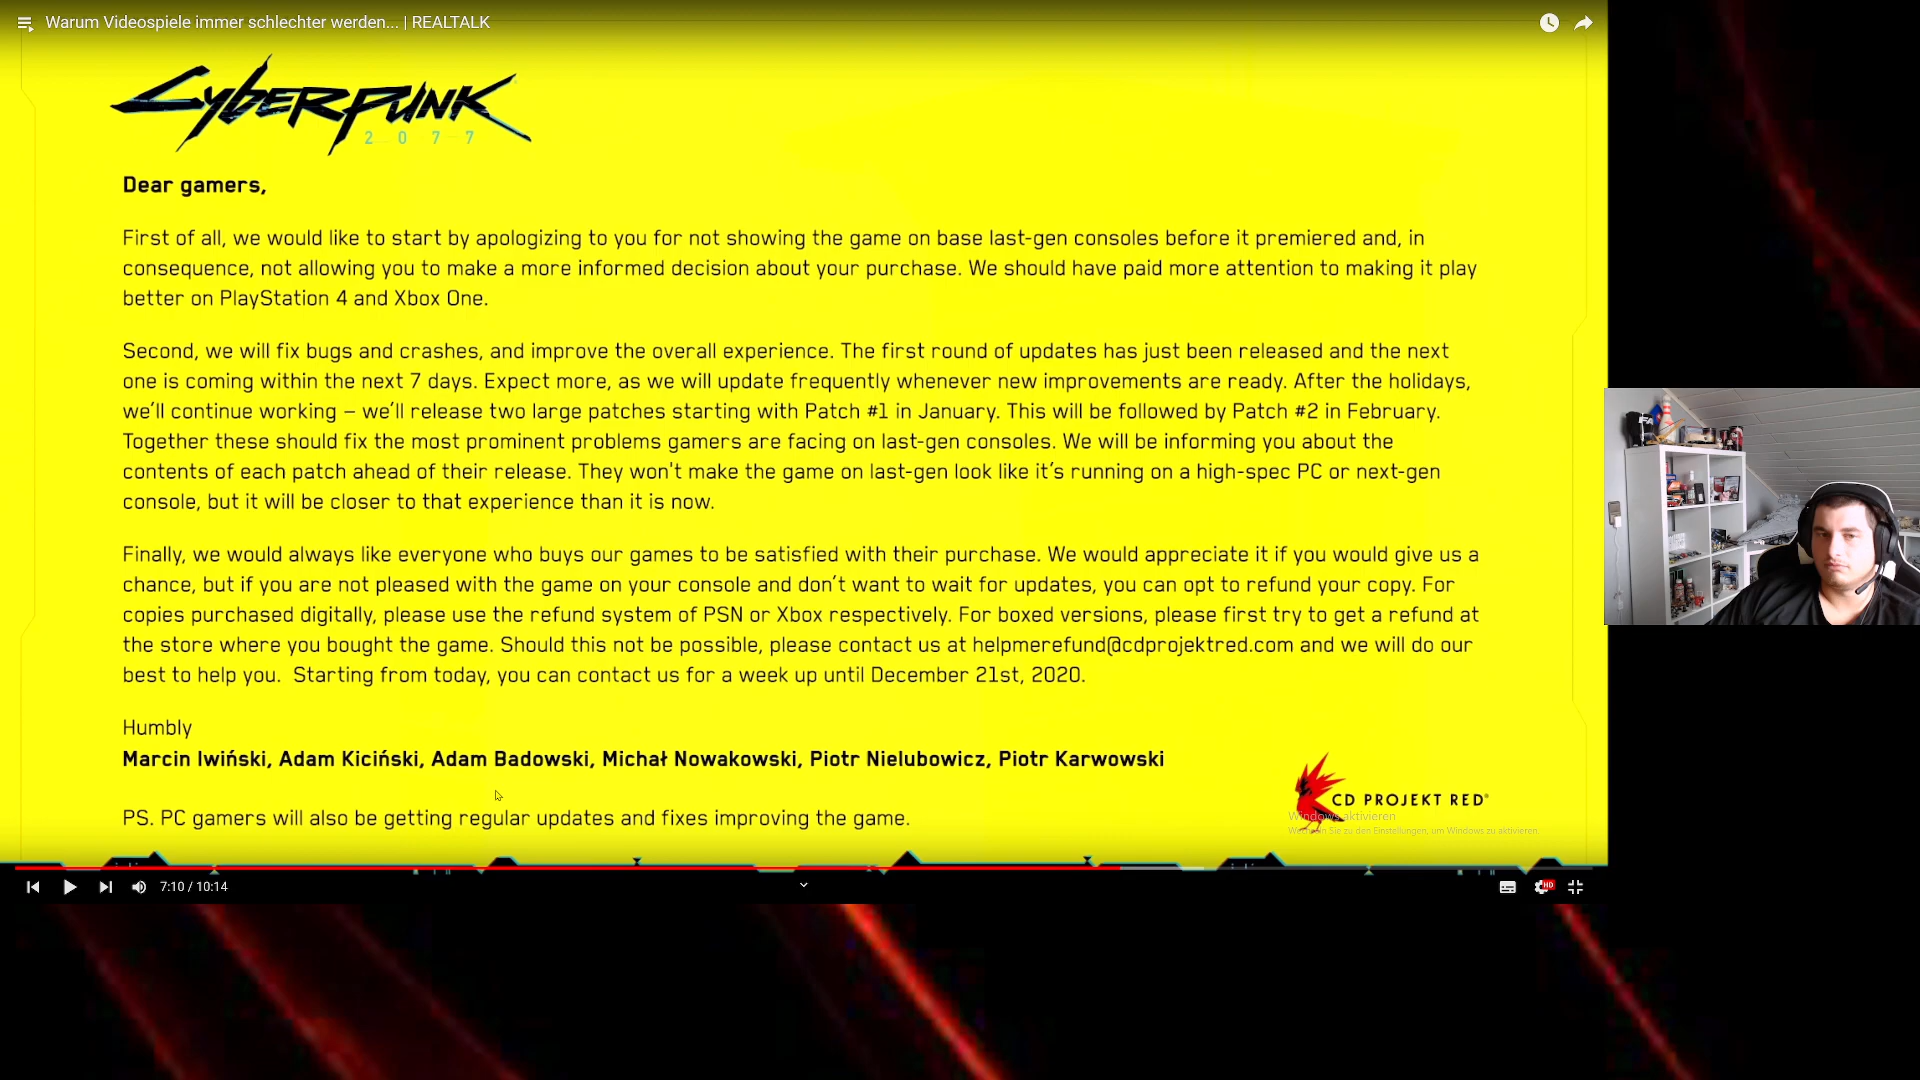 Warum Videospiele immer schlechter werden... | REALTALK
CYBERPUNK
2077
Dear gamers,
First of all, we would like to start by apologizing to you for not showing the game on base last-gen consoles before it premiered and, in
consequence, not allowing you to make a more informed decision about your purchase. We should have paid more attention to making it play
better on PlayStation 4 and Xbox One.
Second, we will fix bugs and crashes, and improve the overall experience. The first round of updates has just been released and the next
one is coming within the next 7 days. Expect more, as we will update frequently whenever new improvements are ready. After the holidays,
we'll continue working – we'll release two large patches starting with Patch #1 in January. This will be followed by Patch #2 in February.
Together these should fix the most prominent problems gamers are facing on last-gen consoles. We will be informing you about the
contents of each patch ahead of their release. They won't make the game on last-gen look like it's running on a high-spec PC or next-gen
console, but it will be closer to that experience than it is now.
Finally, we would always like everyone who buys our games to be satisfied with their purchase. We would appreciate it if you would give us a
chance, but if you are not pleased with the game on your console and don't want to wait for updates, you can opt to refund your copy. For
copies purchased digitally, please use the refund system of PSN or Xbox respectively. For boxed versions, please first try to get a refund at
the store where you bought the game. Should this not be possible, please contact us at helpmerefund@cdprojektred.com and we will do our
best to help you. Starting from today, you can contact us for a week up until December 21st, 2020.
Humbly
Marcin Iwiński, Adam Kiciński, Adam Badowski, Michał Nowakowski, Piotr Nielubowicz, Piotr Karwowski
CD PROJEKT RED®
PS. PC gamers will also be getting regular updates and fixes improving the game.
Windows aktivieren
Wechseln Sie zu den Einstellungen, um Windows zu aktivieren.
7:10 / 10:14
HD